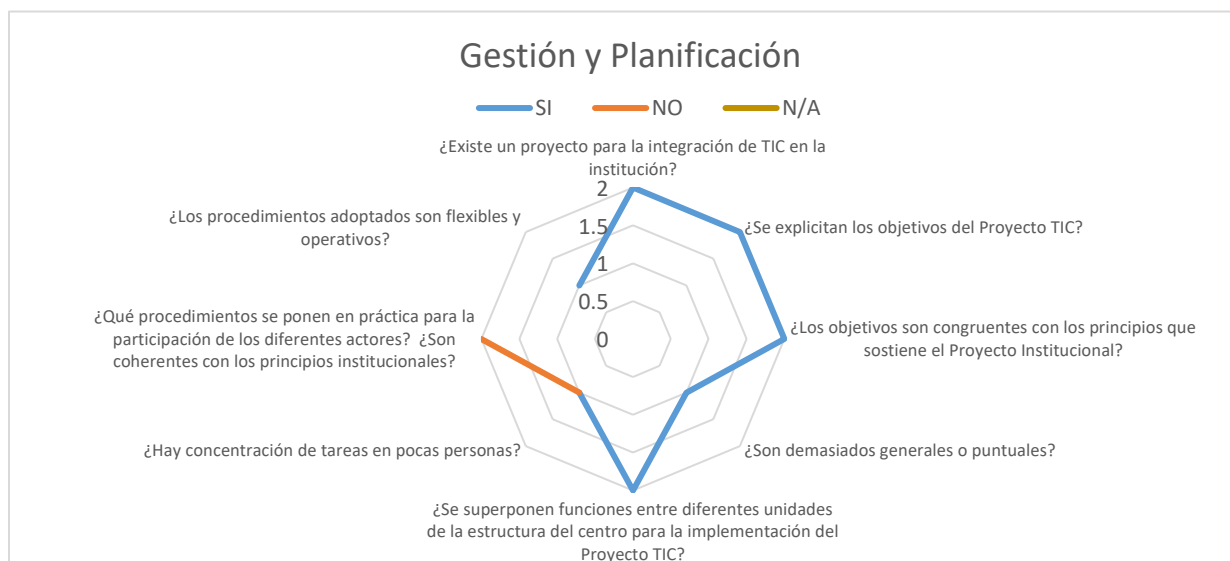 Gestión y Planificación
SI NO N/A
¿Existe un proyecto para la integración de TIC en la
institución?
2
¿Los procedimientos adoptados son flexibles y
operativos?
1.5
¿Se explicitan los objetivos del Proyecto TIC?
1
0.5
¿Qué procedimientos se ponen en práctica para la
participación de los diferentes actores? ¿Son
coherentes con los principios institucionales?
0
¿Los objetivos son congruentes con los principios que
sostiene el Proyecto Institucional?
¿Hay concentración de tareas en pocas personas?
¿Son demasiados generales o puntuales?
¿Se superponen funciones entre diferentes unidades
de la estructura del centro para la implementación del
Proyecto TIC?